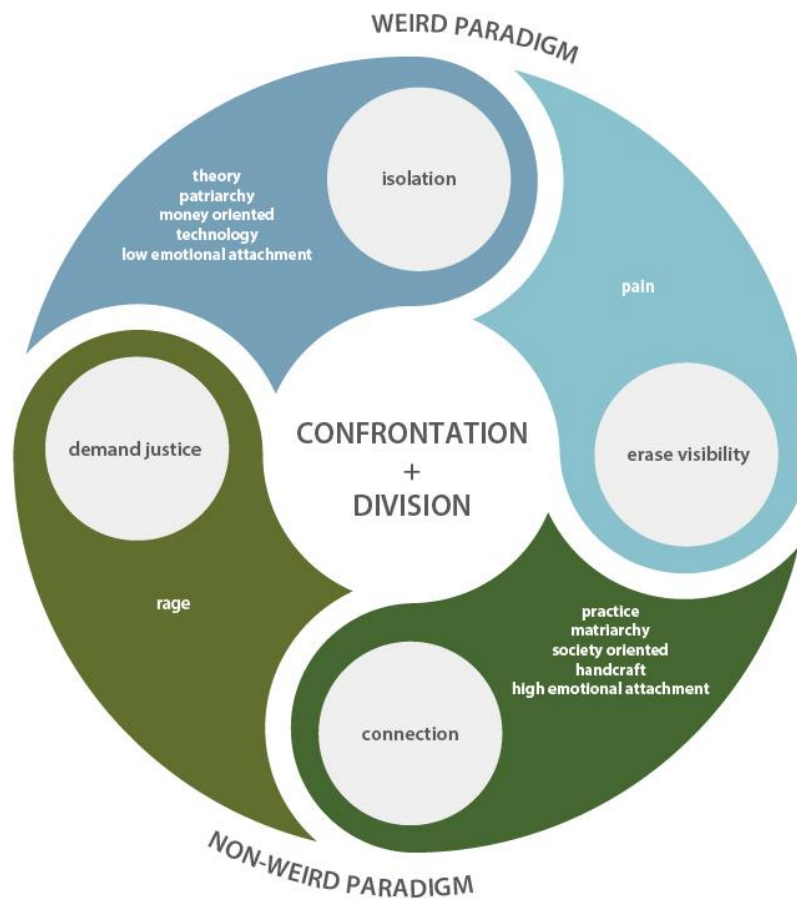 WEIRD PARADIGM
isolation
theory
patriarchy
money oriented
technology
low emotional attachment
pain
demand justice
CONFRONTATION
+
DIVISION
erase visibility
rage
practice
matriarchy
society oriented
handcraft
high emotional attachment
connection
NON-WEIRD PARADIGM